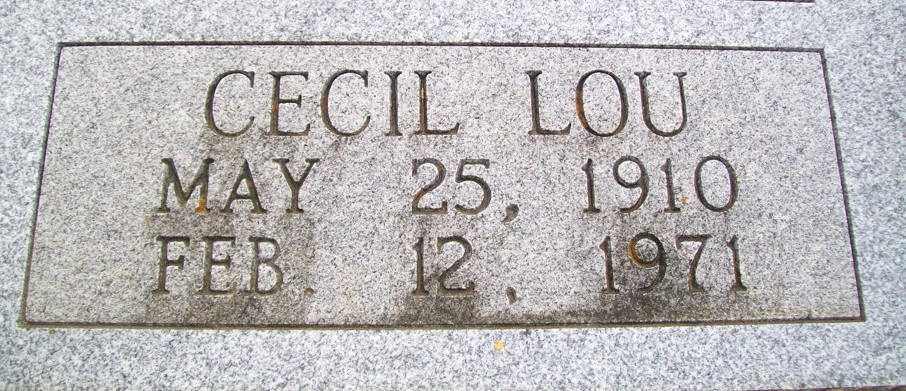 CECIL LOU
MAY 25, 1910
FEB. 12, 1971